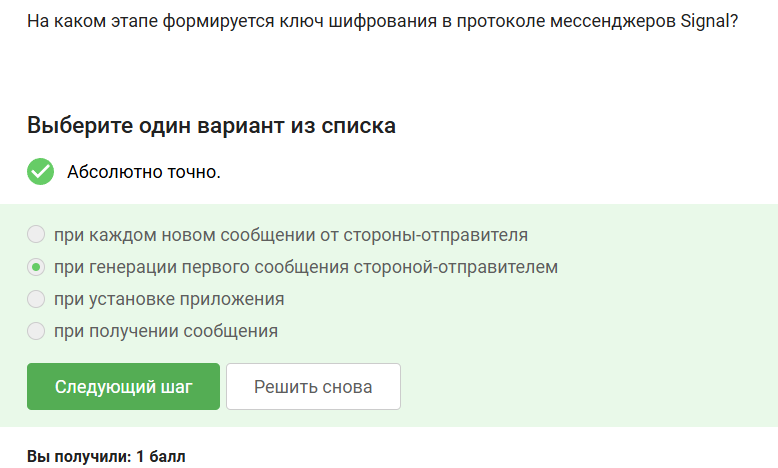 На каком этапе формируется ключ шифрования в протоколе мессенджеров Signal?
Выберите один вариант из списка
Абсолютно точно.
при каждом новом сообщении от стороны-отправителя
при генерации первого сообщения стороной-отправителем
при установке приложения
при получении сообщения
Следующий шаг
Решить снова
Вы получили: 1 балл